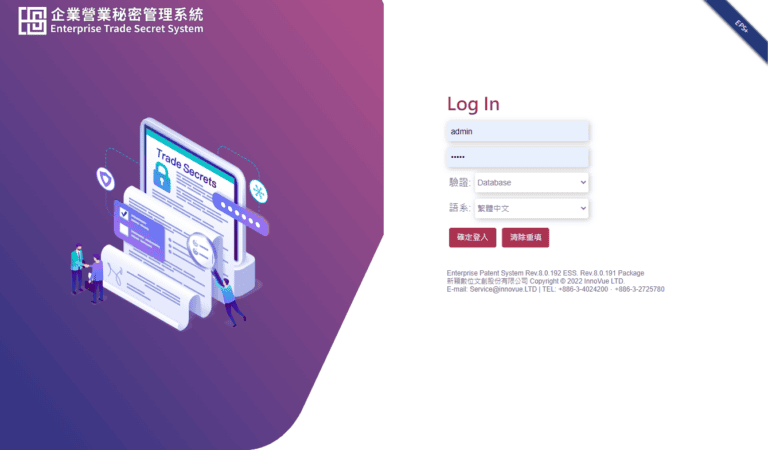 企業營業秘密管理系統
Enterprise Trade Secret System
EPS+
Trade Secrets
Log In
admin
•••••
驗證: Database
語系: 繁體中文
確定登入 清除重填
Enterprise Patent System Rev.8.0.192 ESS. Rev.8.0.191 Package
新穎數位文創股份有限公司 Copyright © 2022 InnoVue LTD.
E-mail: Service@innovue.LTD | TEL: +886-3-4024200 · +886-3-2725780